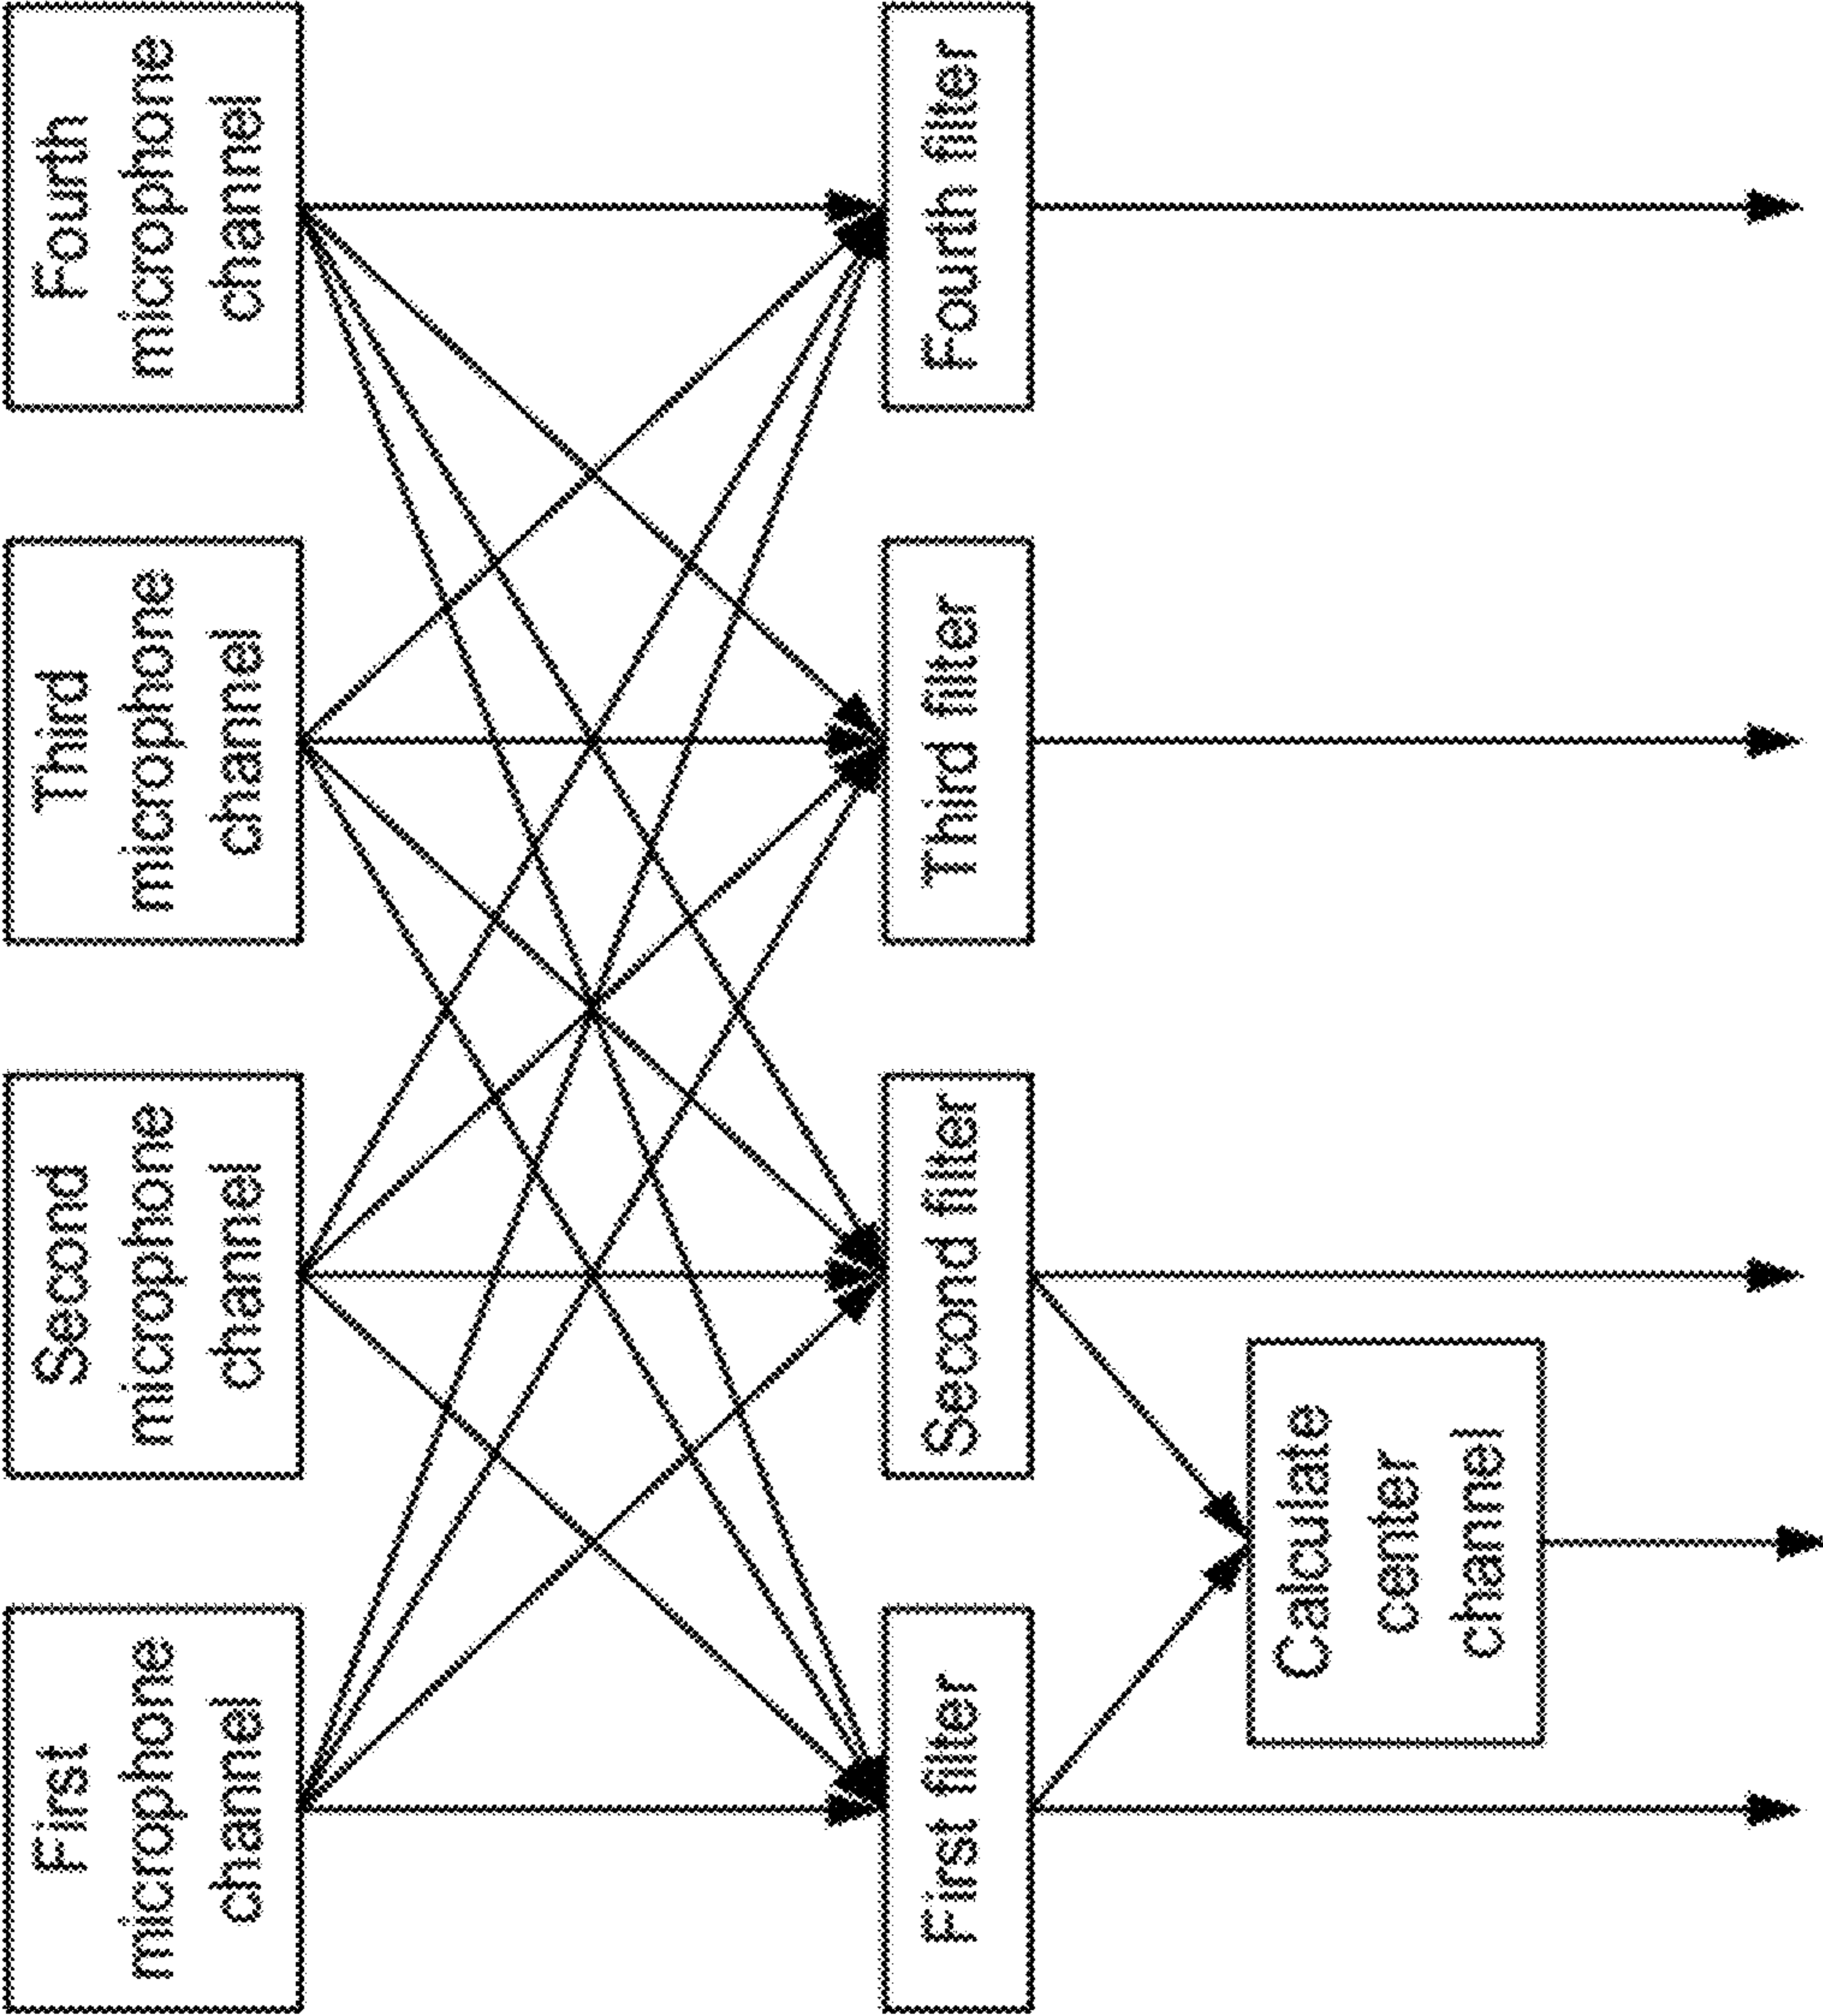 First
microphone
channel
Second
microphone
channel
Third
microphone
channel
Fourth
microphone
channel
First filter
Second filter
Third filter
Fourth filter
Calculate
center
channel